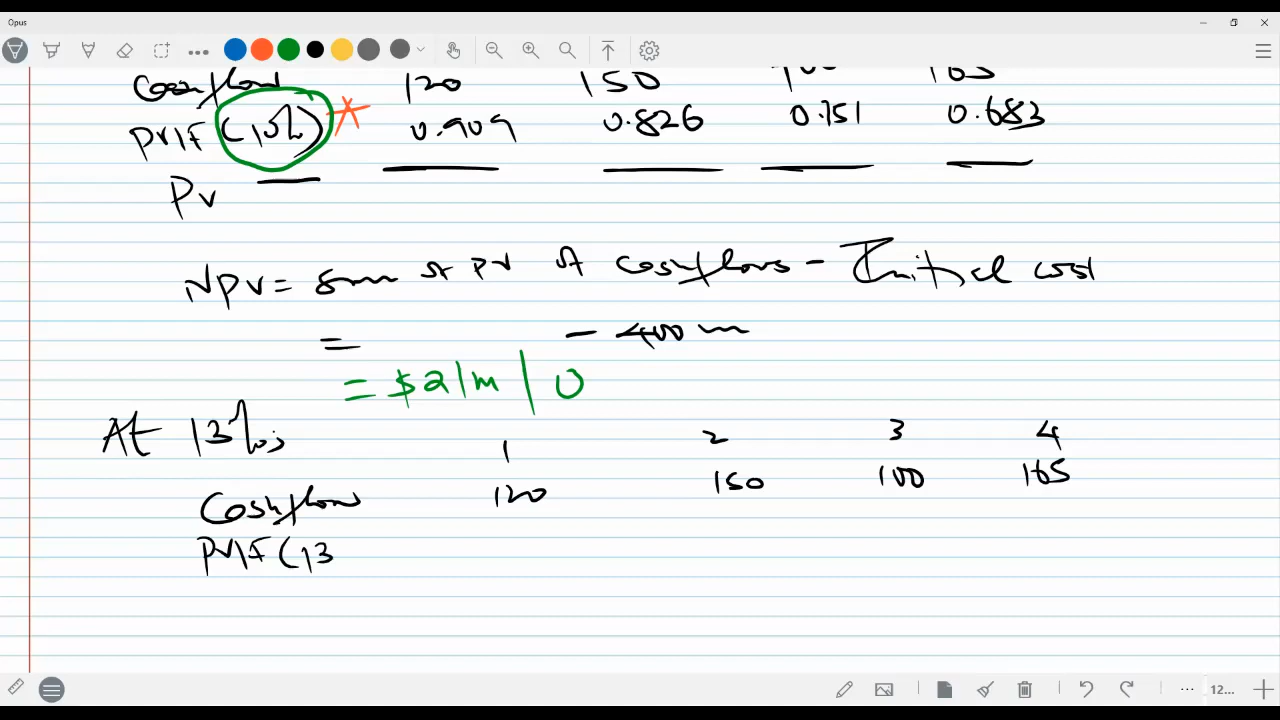 Opus
Cashflow 120 150 100 165
PVIF (10%) 0.909 0.826 0.751 0.683
PV
NPV = sum of PV of cashflows - Initial cost
= - 400 m
= $21m | 0
At 13%;
1 2 3 4
Cashflow 120 150 100 165
PVIF (13
12...